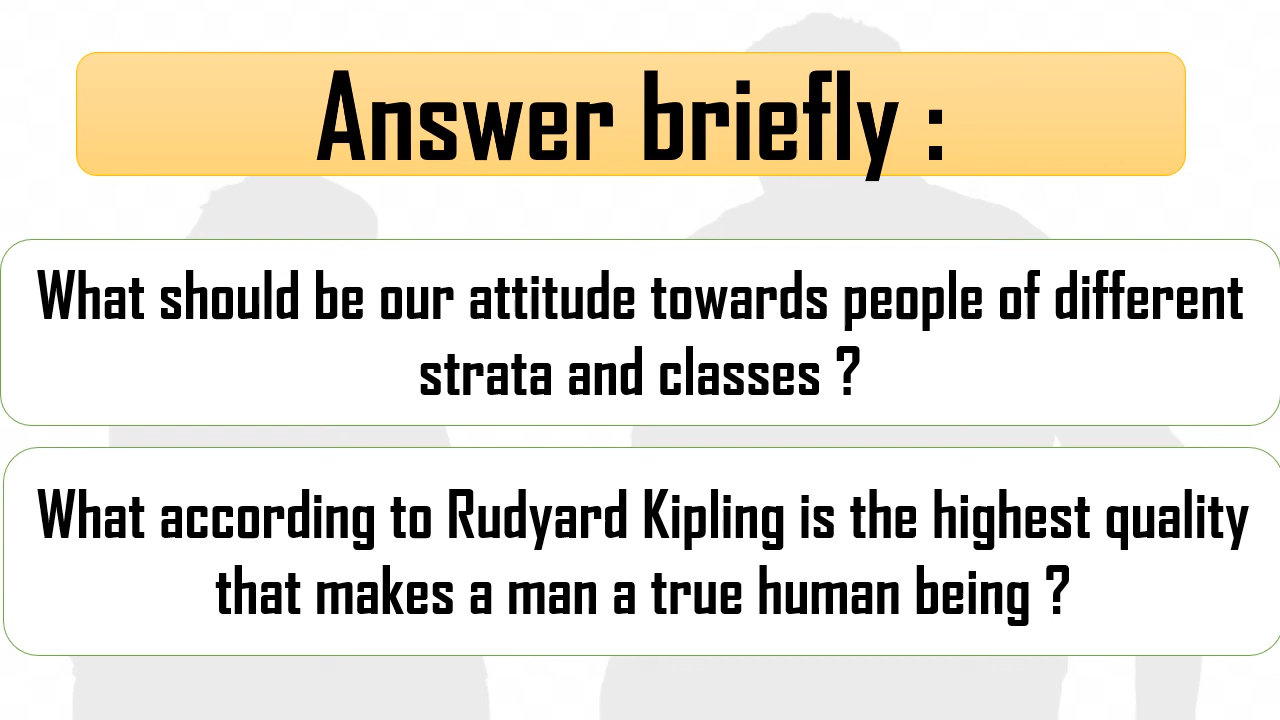 Answer briefly :
What should be our attitude towards people of different
strata and classes ?
What according to Rudyard Kipling is the highest quality
that makes a man a true human being ?